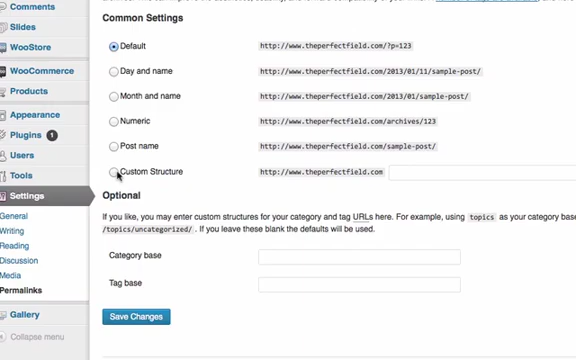 Comments
Slides
WooStore
WooCommerce
Products
Appearance
Plugins 1
Users
Tools
Settings
General
Writing
Reading
Discussion
Media
Permalinks
Gallery
Collapse menu
Common Settings
Default http://www.theperfectfield.com/?p=123
Day and name http://www.theperfectfield.com/2013/01/11/sample-post/
Month and name http://www.theperfectfield.com/2013/01/sample-post/
Numeric http://www.theperfectfield.com/archives/123
Post name http://www.theperfectfield.com/sample-post/
Custom Structure http://www.theperfectfield.com
Optional
If you like, you may enter custom structures for your category and tag URLs here. For example, using topics as your category base
/topics/uncategorized/ . If you leave these blank the defaults will be used.
Category base
Tag base
Save Changes